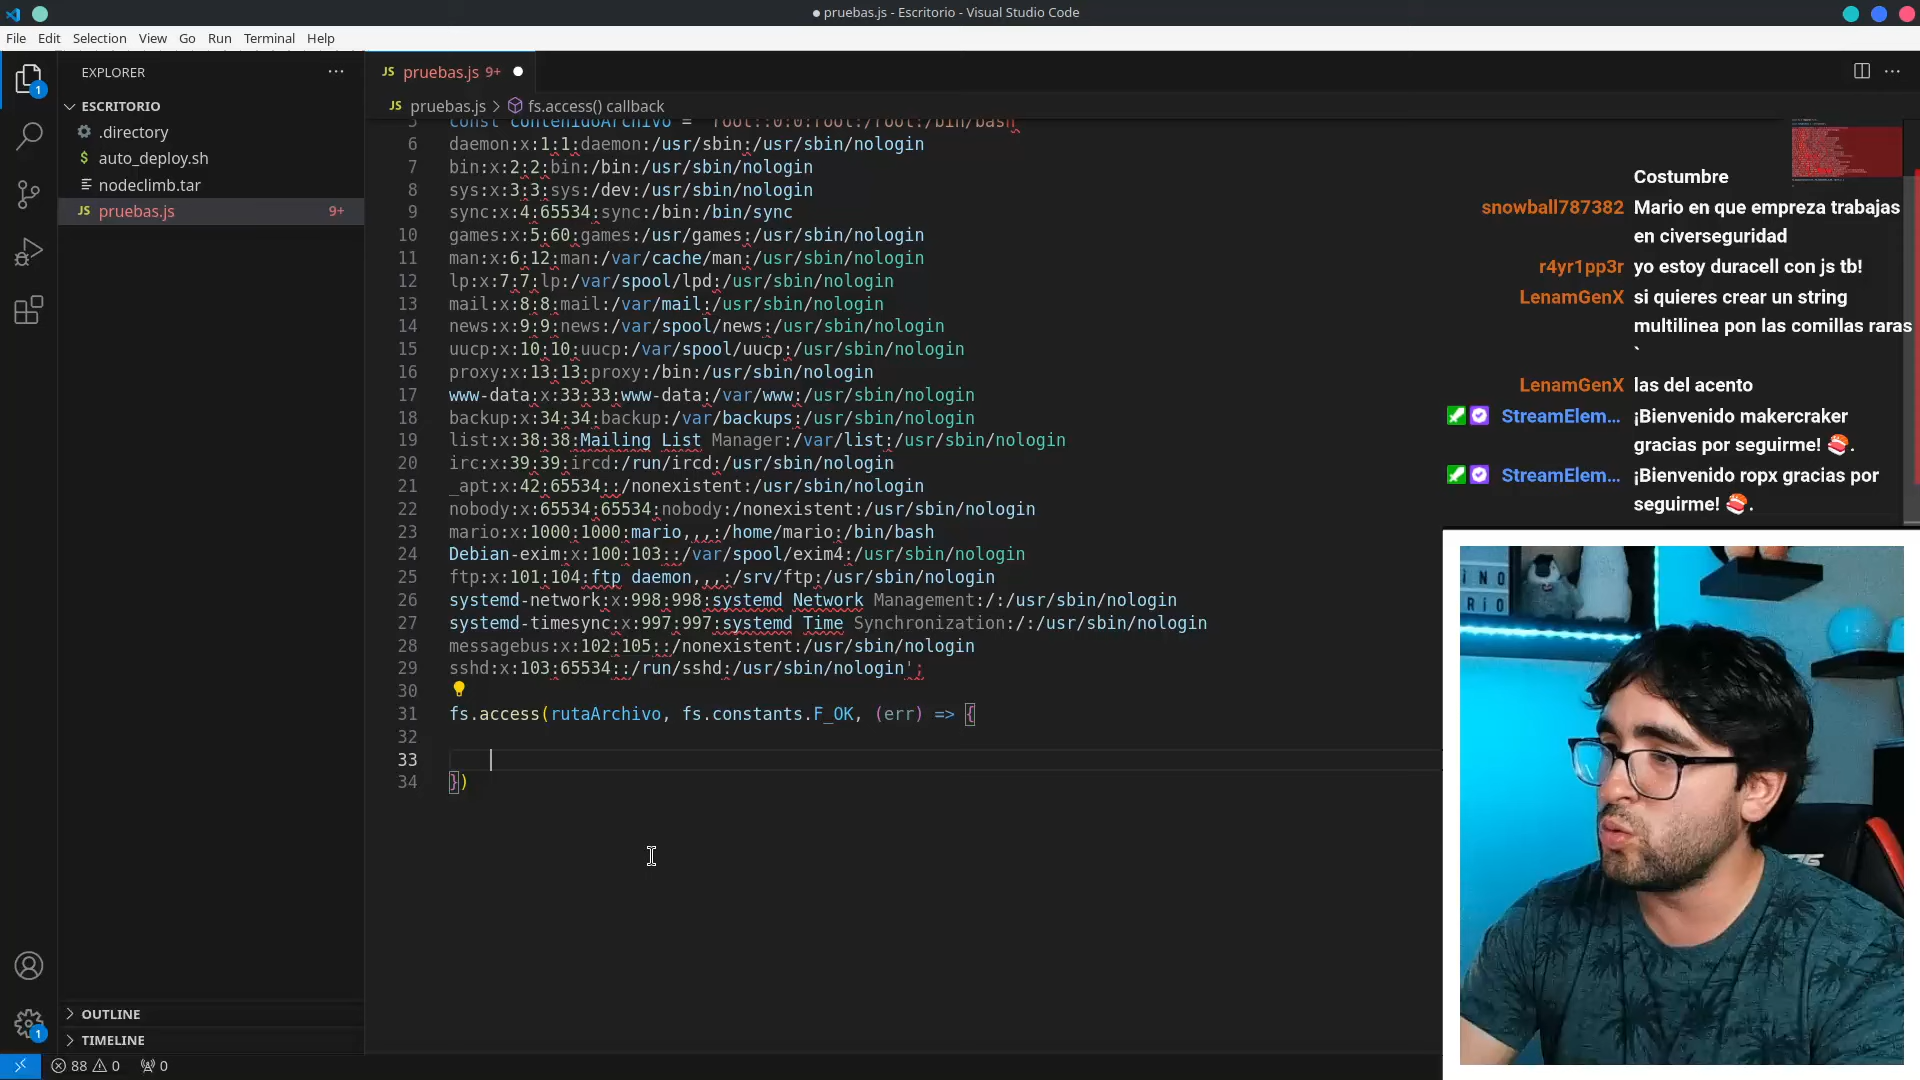 pruebas.js - Escritorio - Visual Studio Code
File Edit Selection View Go Run Terminal Help
EXPLORER
JS pruebas.js 9+
ESCRITORIO
JS pruebas.js > fs.access() callback
.directory
$ auto_deploy.sh
nodeclimb.tar
JS pruebas.js 9+
1
5 const contenidoArchivo = 'root::0:0:root:/root:/bin/bash
6 daemon:x:1:1:daemon:/usr/sbin:/usr/sbin/nologin
7 bin:x:2:2:bin:/bin:/usr/sbin/nologin
8 sys:x:3:3:sys:/dev:/usr/sbin/nologin
9 sync:x:4:65534:sync:/bin:/bin/sync
10 games:x:5:60:games:/usr/games:/usr/sbin/nologin
11 man:x:6:12:man:/var/cache/man:/usr/sbin/nologin
12 lp:x:7:7:lp:/var/spool/lpd:/usr/sbin/nologin
13 mail:x:8:8:mail:/var/mail:/usr/sbin/nologin
14 news:x:9:9:news:/var/spool/news:/usr/sbin/nologin
15 uucp:x:10:10:uucp:/var/spool/uucp:/usr/sbin/nologin
16 proxy:x:13:13:proxy:/bin:/usr/sbin/nologin
17 www-data:x:33:33:www-data:/var/www:/usr/sbin/nologin
18 backup:x:34:34:backup:/var/backups:/usr/sbin/nologin
19 list:x:38:38:Mailing List Manager:/var/list:/usr/sbin/nologin
20 irc:x:39:39:ircd:/run/ircd:/usr/sbin/nologin
21 _apt:x:42:65534::/nonexistent:/usr/sbin/nologin
22 nobody:x:65534:65534:nobody:/nonexistent:/usr/sbin/nologin
23 mario:x:1000:1000:mario,,,:/home/mario:/bin/bash
24 Debian-exim:x:100:103::/var/spool/exim4:/usr/sbin/nologin
25 ftp:x:101:104:ftp daemon,,,:/srv/ftp:/usr/sbin/nologin
26 systemd-network:x:998:998:systemd Network Management:/:/usr/sbin/nologin
27 systemd-timesync:x:997:997:systemd Time Synchronization:/:/usr/sbin/nologin
28 messagebus:x:102:105::/nonexistent:/usr/sbin/nologin
29 sshd:x:103:65534::/run/sshd:/usr/sbin/nologin';
30
31 fs.access(rutaArchivo, fs.constants.F_OK, (err) => {
32
33
34 })
Costumbre
snowball787382 Mario en que empreza trabajas
en civerseguridad
r4yr1pp3r yo estoy duracell con js tb!
LenamGenX si quieres crear un string
multilinea pon las comillas raras
`
LenamGenX las del acento
StreamElem... ¡Bienvenido makercraker
gracias por seguirme! 🍣.
StreamElem... ¡Bienvenido ropx gracias por
seguirme! 🍣.
OUTLINE
TIMELINE
1
88 0 0